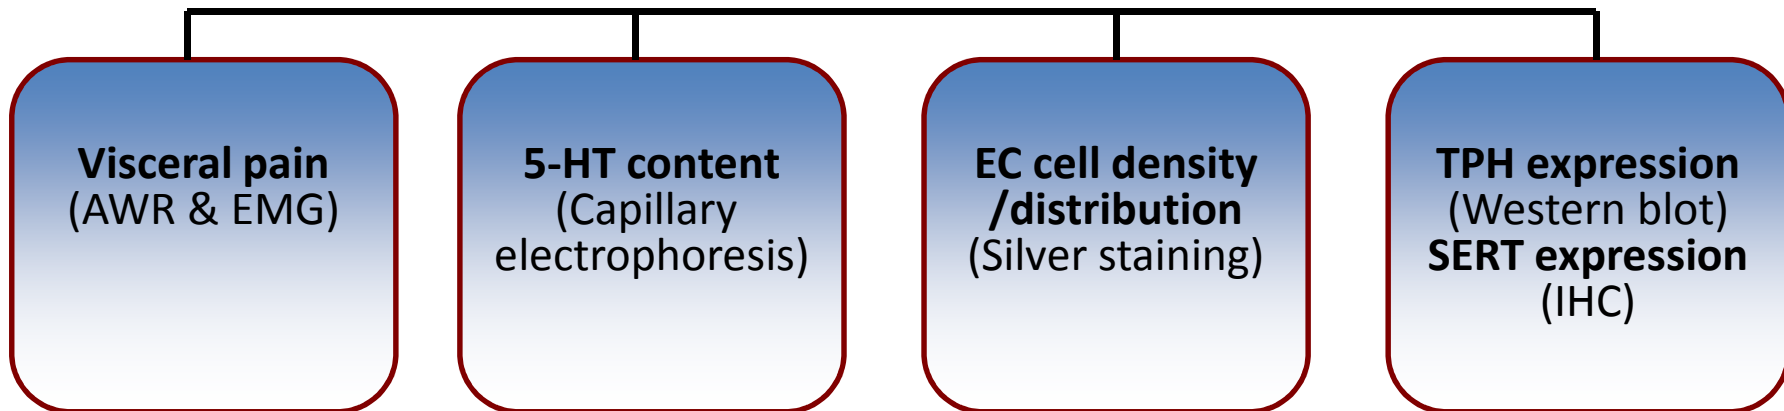 Visceral pain
(AWR & EMG)
5-HT content
(Capillary
electrophoresis)
EC cell density
/distribution
(Silver staining)
TPH expression
(Western blot)
SERT expression
(IHC)